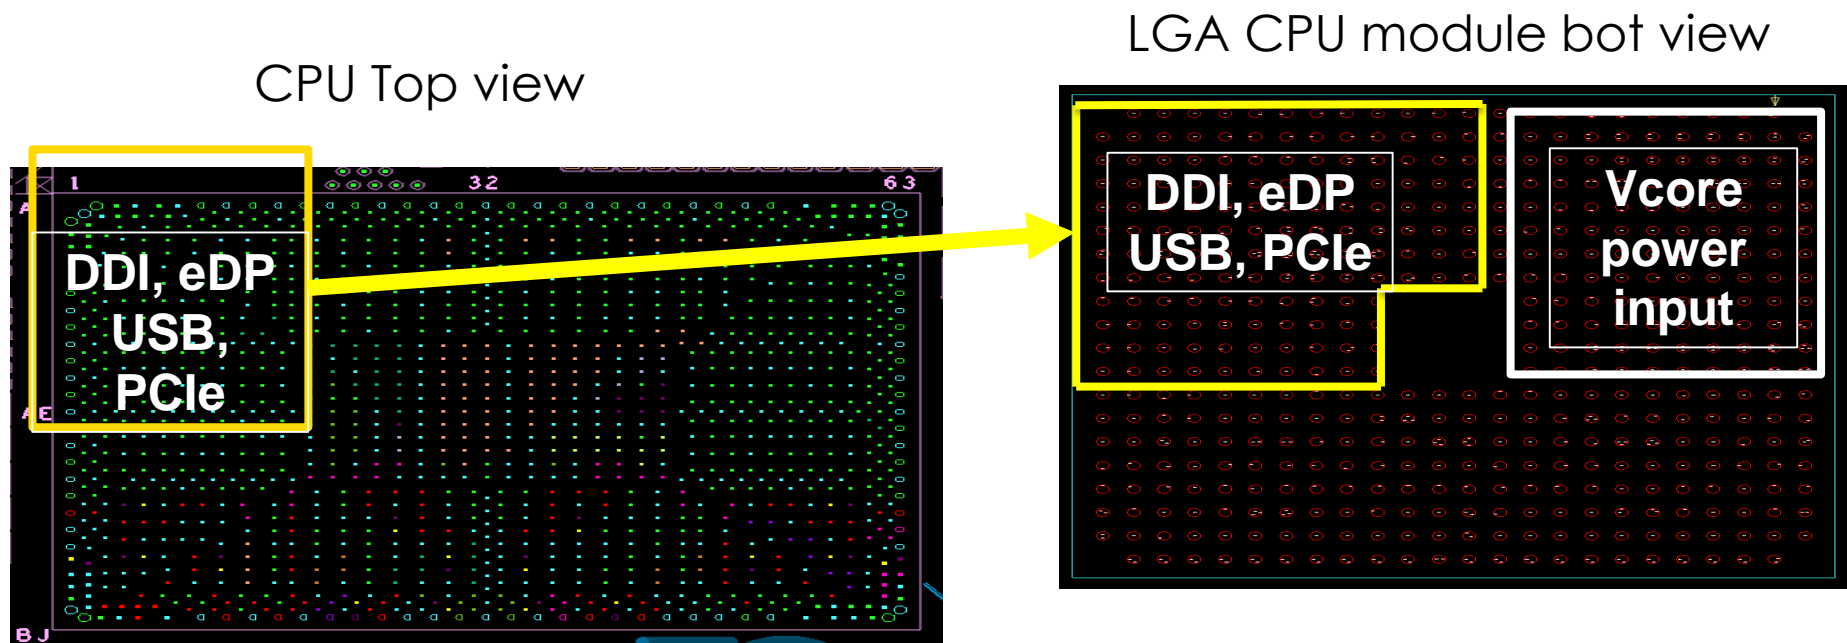 LGA CPU module bot view
CPU Top view
1
32
63
A
DDI, eDP
USB,
PCIe
AE
BJ
DDI, eDP
USB, PCIe
Vcore
power
input